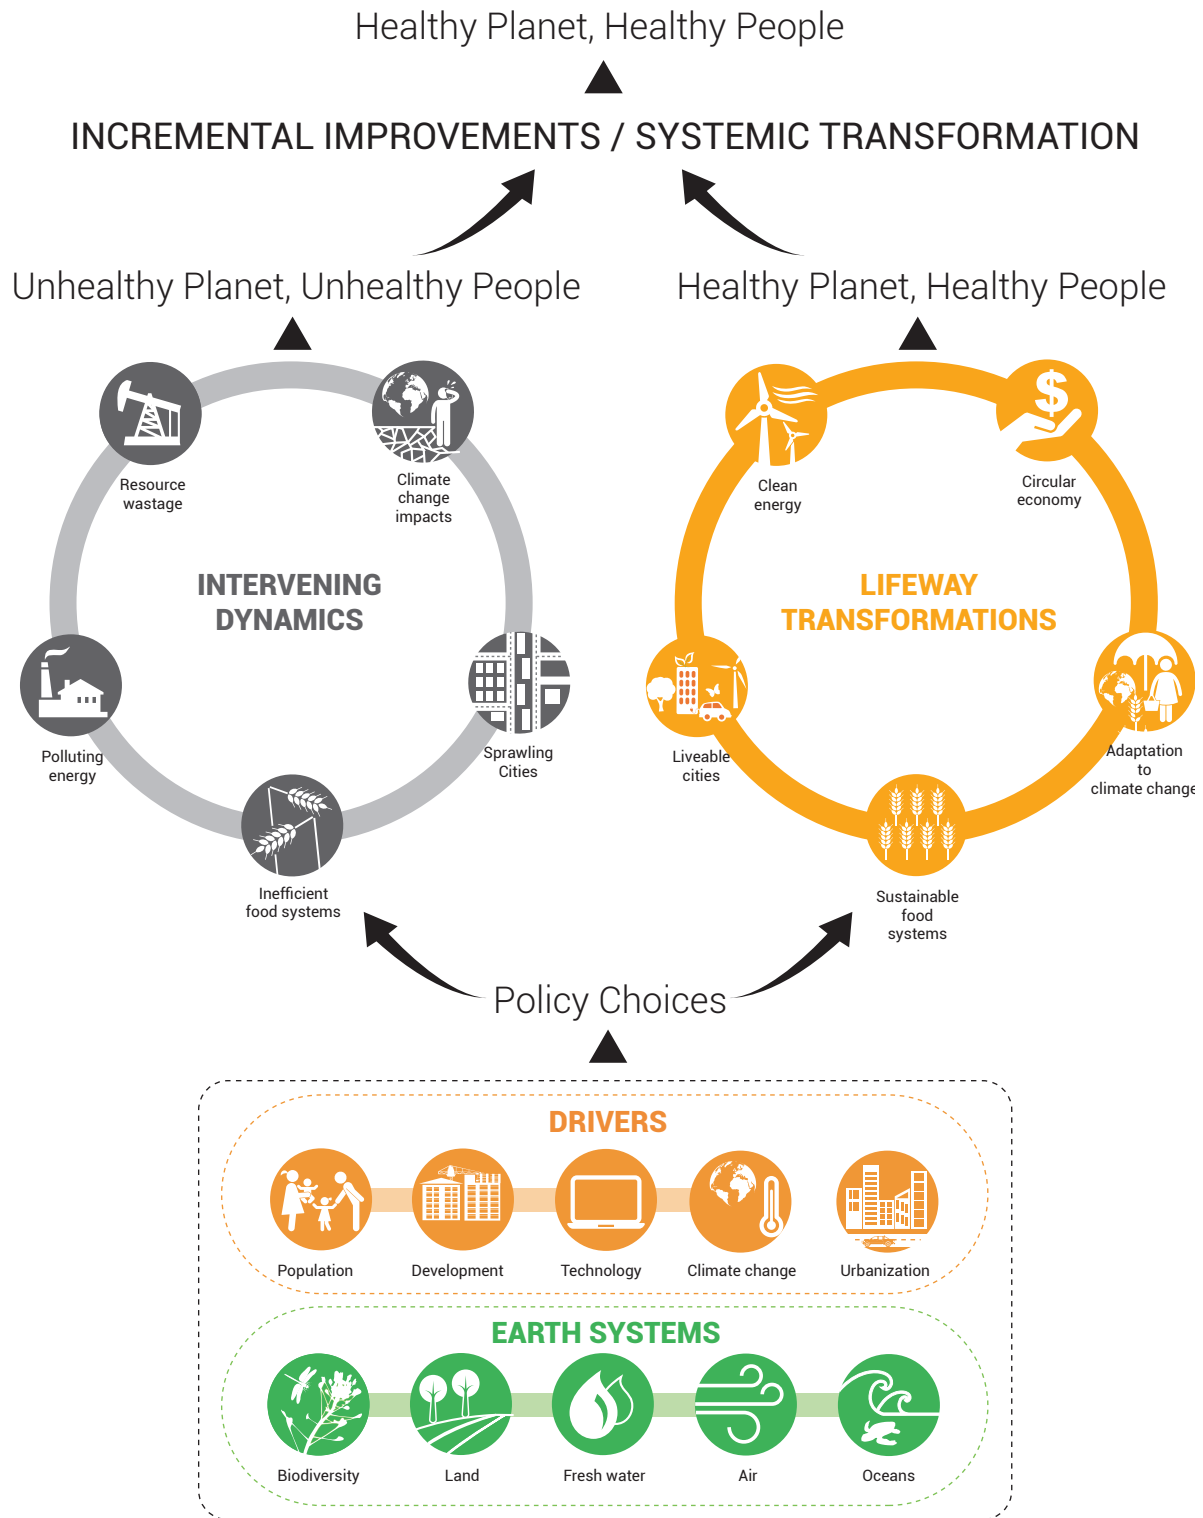 Healthy Planet, Healthy People
INCREMENTAL IMPROVEMENTS / SYSTEMIC TRANSFORMATION
Unhealthy Planet, Unhealthy People
Healthy Planet, Healthy People
Resource
wastage
Climate
change
impacts
INTERVENING
DYNAMICS
Polluting
energy
Sprawling
Cities
Inefficient
food systems
$
Clean
energy
Circular
economy
LIFEWAY
TRANSFORMATIONS
Liveable
cities
Adaptation
to
climate change
Sustainable
food
systems
Policy Choices
DRIVERS
Population
Development
Technology
Climate change
Urbanization
EARTH SYSTEMS
Biodiversity
Land
Fresh water
Air
Oceans